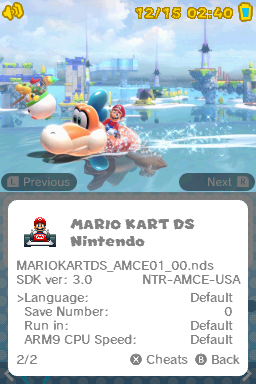 12/15 02:40
L Previous
Next R
MARIO KART DS
Nintendo
MARIOKARTDS_AMCE01_00.nds
SDK ver: 3.0 NTR-AMCE-USA
>Language: Default
Save Number: 0
Run in: Default
ARM9 CPU Speed: Default
2/2 X Cheats B Back